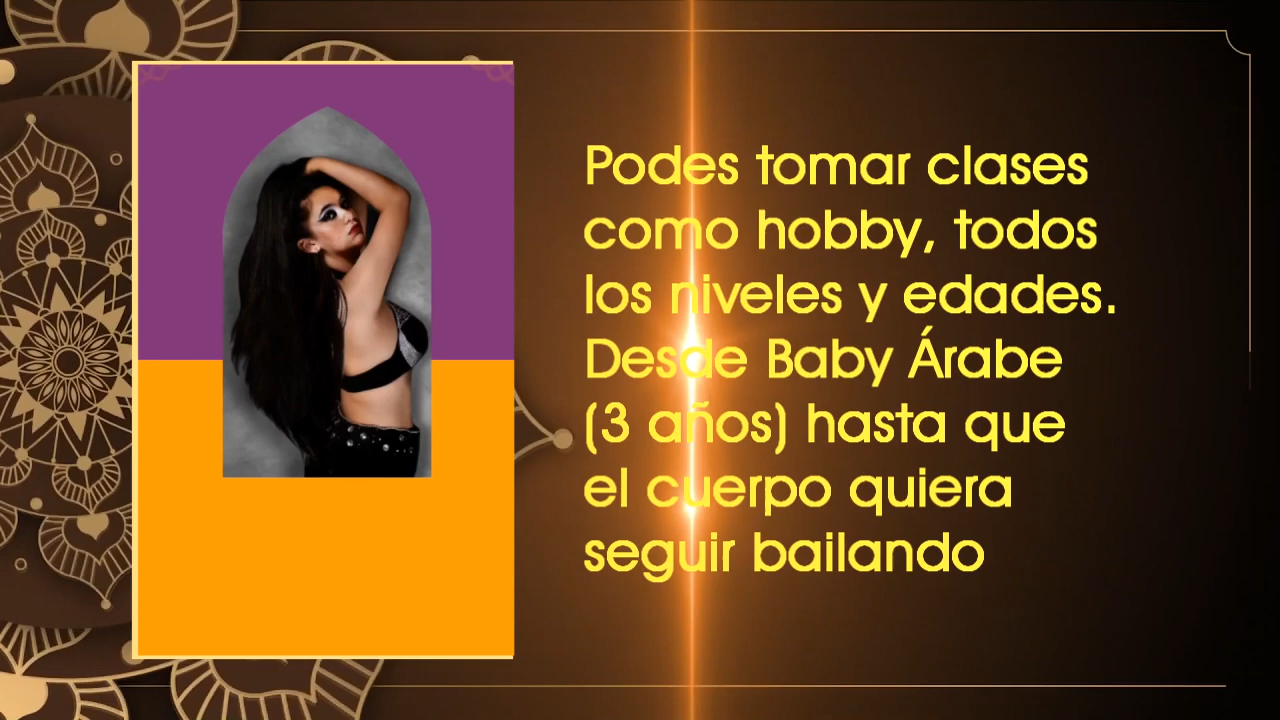 Podes tomar clases
como hobby, todos
los niveles y edades.
Desde Baby Árabe
(3 años) hasta que
el cuerpo quiera
seguir bailando